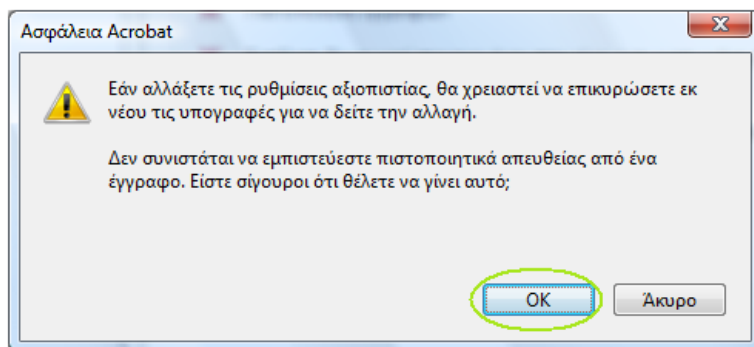 Ασφάλεια Acrobat
Εάν αλλάξετε τις ρυθμίσεις αξιοπιστίας, θα χρειαστεί να επικυρώσετε εκ
νέου τις υπογραφές για να δείτε την αλλαγή.
Δεν συνιστάται να εμπιστεύεστε πιστοποιητικά απευθείας από ένα
έγγραφο. Είστε σίγουροι ότι θέλετε να γίνει αυτό;
OK
Άκυρο